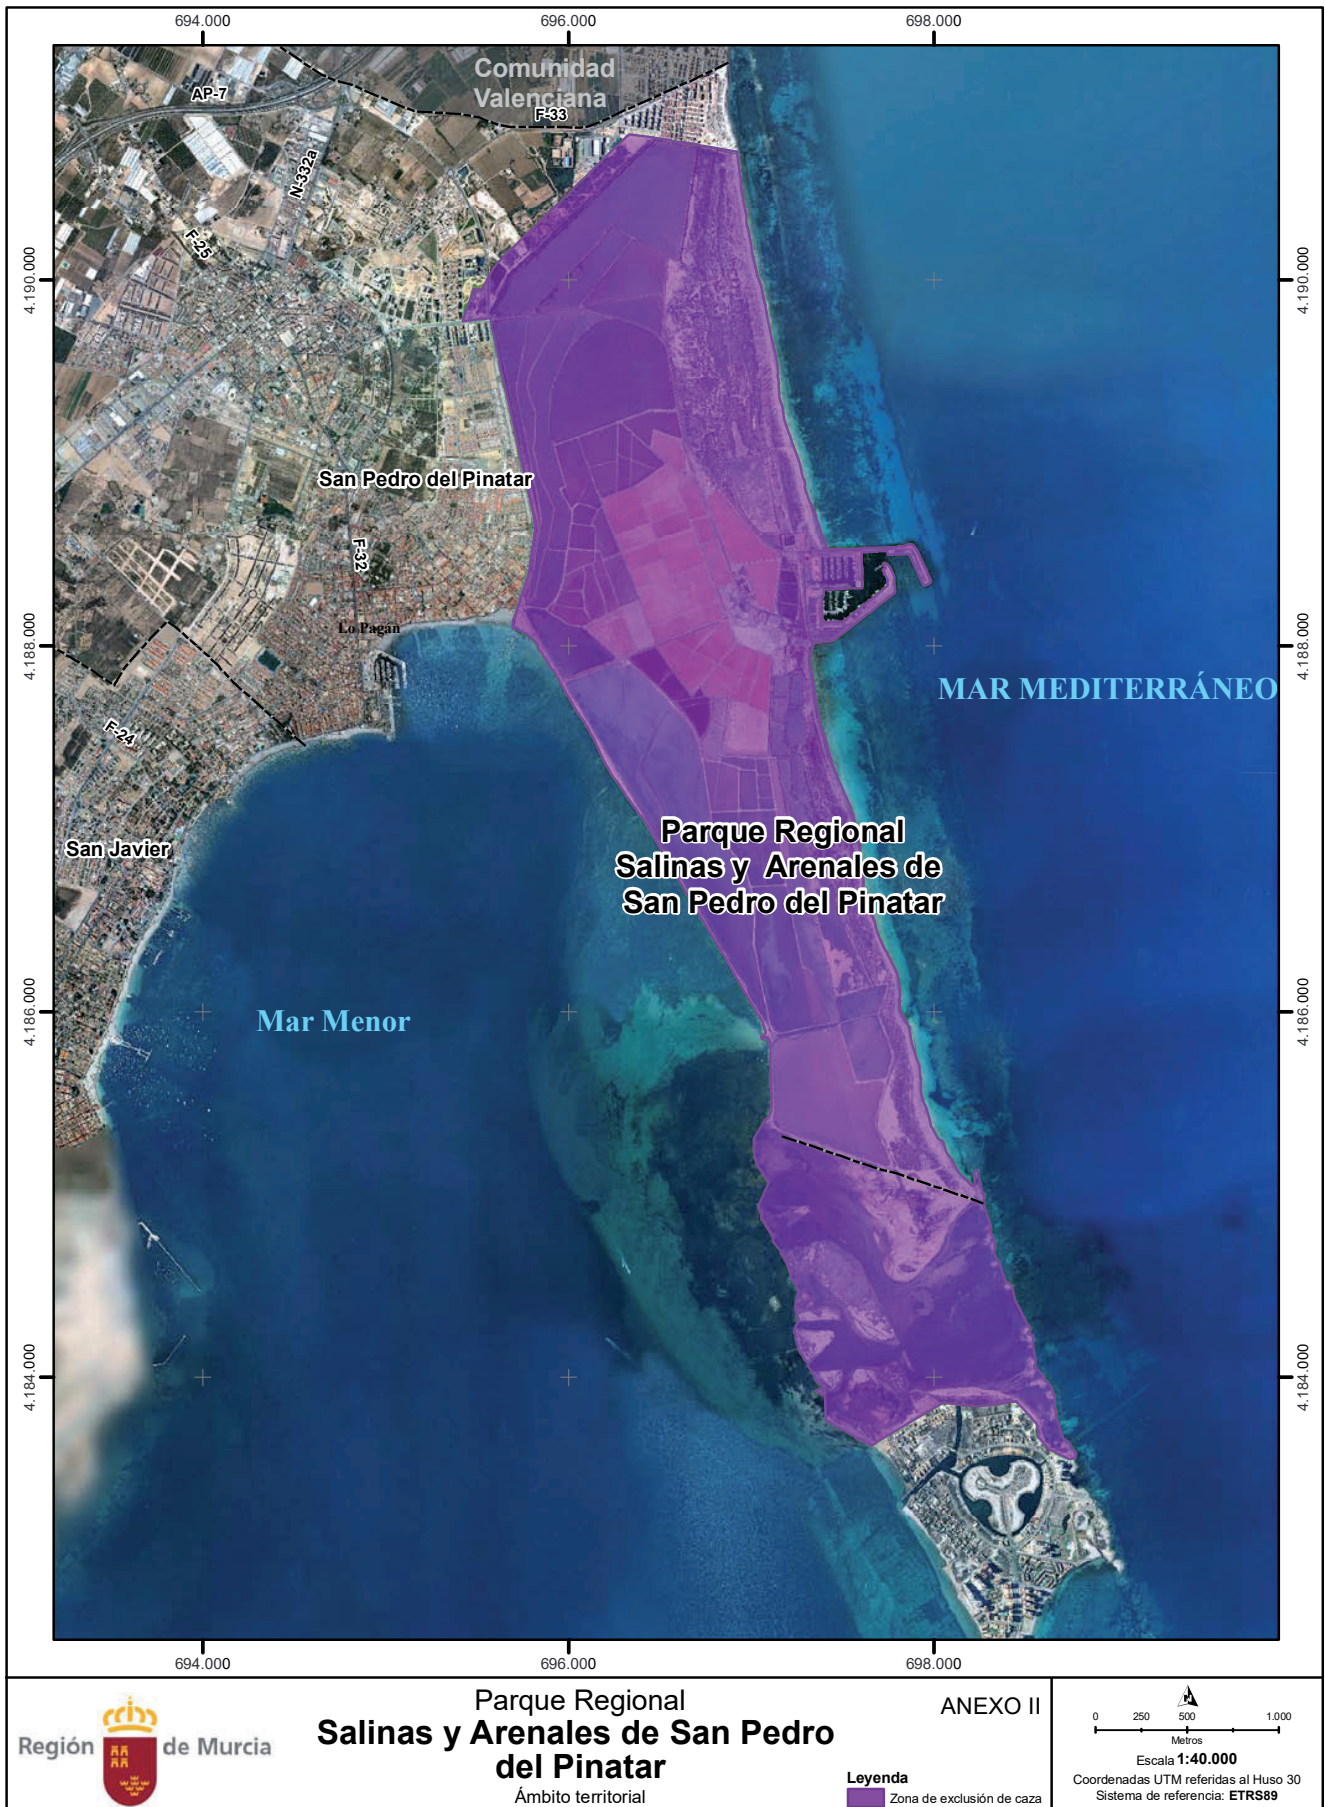 694.000
696.000
698.000
Comunidad
Valenciana
AP-7
F-33
N-332a
F-25
4.190.000
4.190.000
San Pedro del Pinatar
F-32
Lo Pagán
4.188.000
4.188.000
MAR MEDITERRÁNEO
F-24
San Javier
Parque Regional
Salinas y Arenales de
San Pedro del Pinatar
Mar Menor
4.186.000
4.186.000
4.184.000
4.184.000
694.000
696.000
698.000
Región de Murcia
Parque Regional
Salinas y Arenales de San Pedro
del Pinatar
Ámbito territorial
ANEXO II
Leyenda
Zona de exclusión de caza
0 250 500 1.000
Metros
Escala 1:40.000
Coordenadas UTM referidas al Huso 30
Sistema de referencia: ETRS89